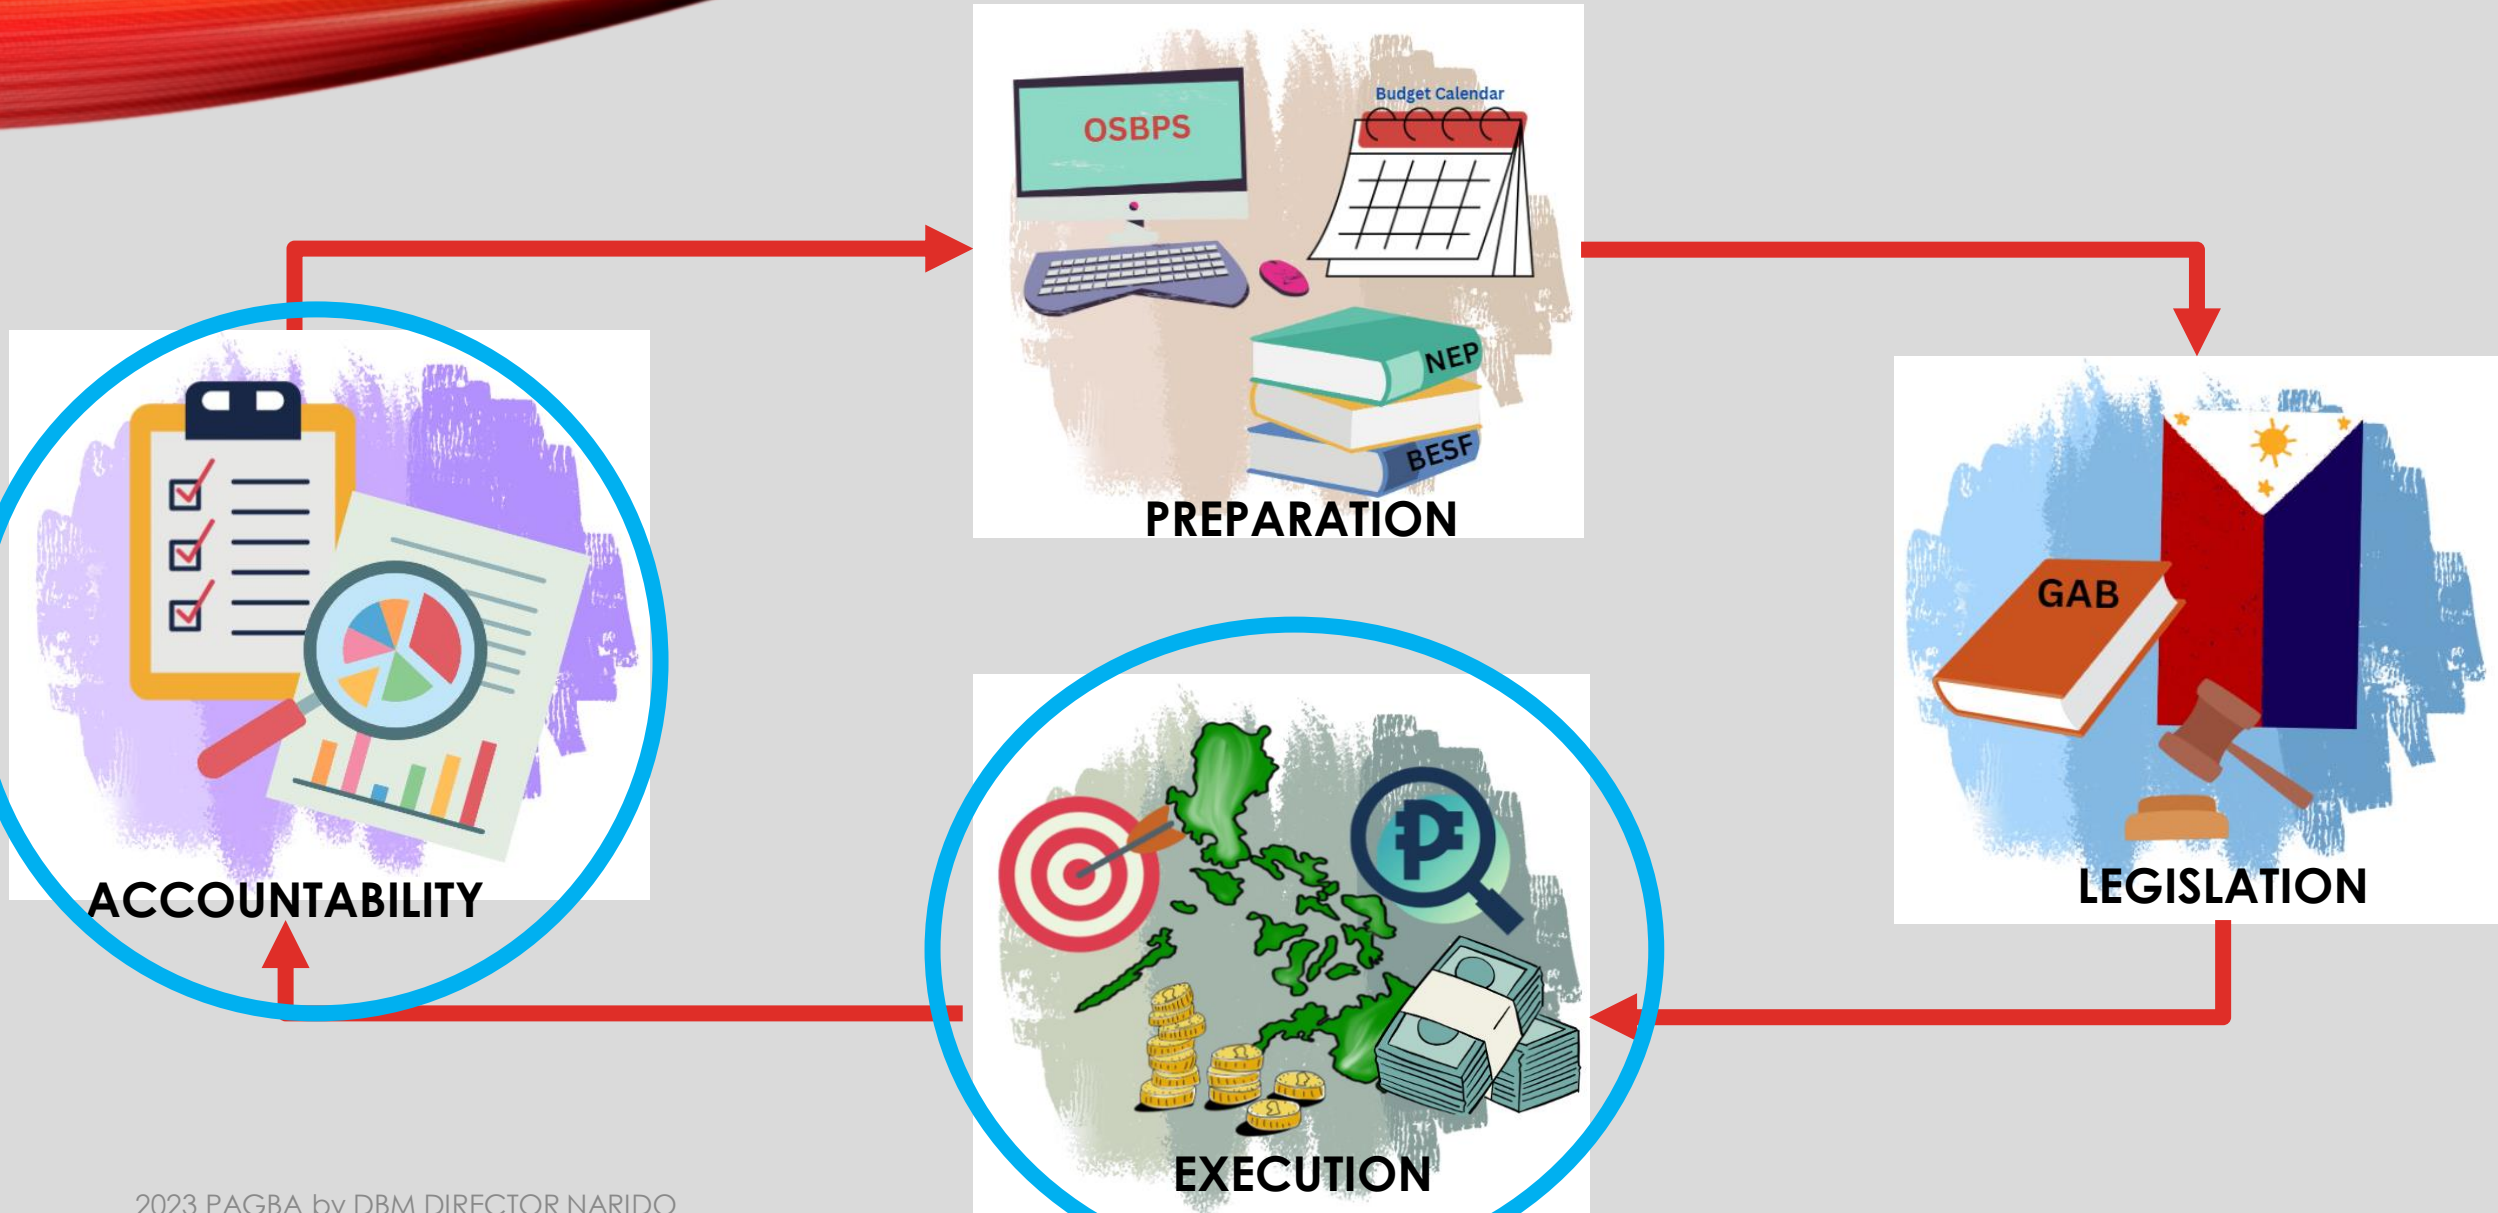 Budget Calendar
OSBPS
NEP
BESF
PREPARATION
GAB
LEGISLATION
ACCOUNTABILITY
₱
EXECUTION
2023 PAGBA by DBM DIRECTOR NARIDO